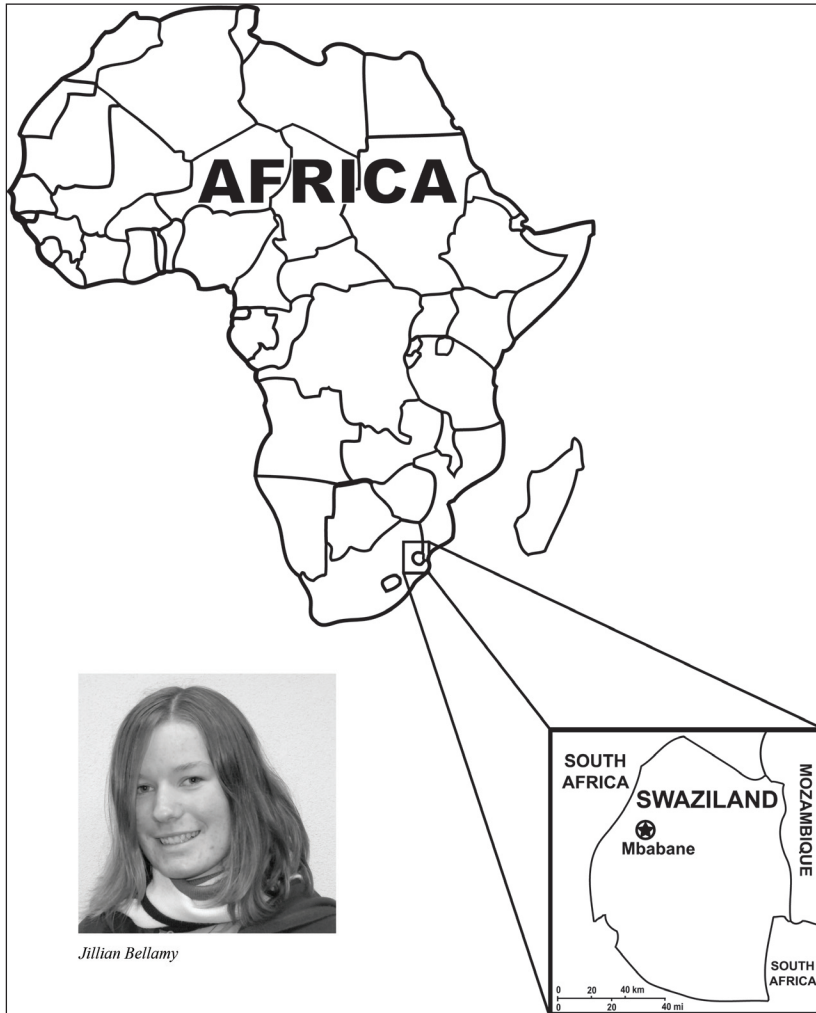 AFRICA
Jillian Bellamy
SOUTH
AFRICA
SWAZILAND
Mbabane
MOZAMBIQUE
SOUTH
AFRICA
0 20 40 km
0 20 40 mi